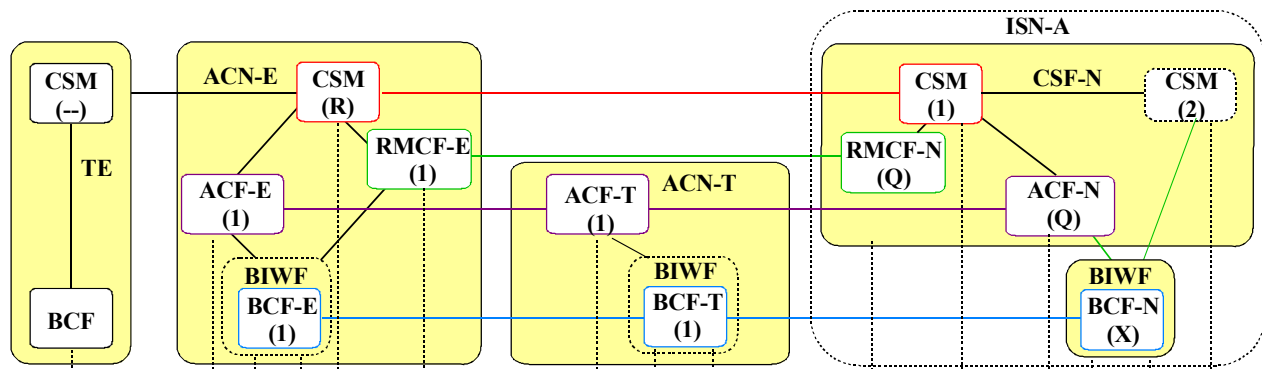 ISN-A
CSM
(--)
TE
BCF
ACN-E
CSM
(R)
RMCF-E
(1)
ACF-E
(1)
BIWF
BCF-E
(1)
ACN-T
ACF-T
(1)
BIWF
BCF-T
(1)
CSM
(1)
CSF-N
CSM
(2)
RMCF-N
(Q)
ACF-N
(Q)
BIWF
BCF-N
(X)